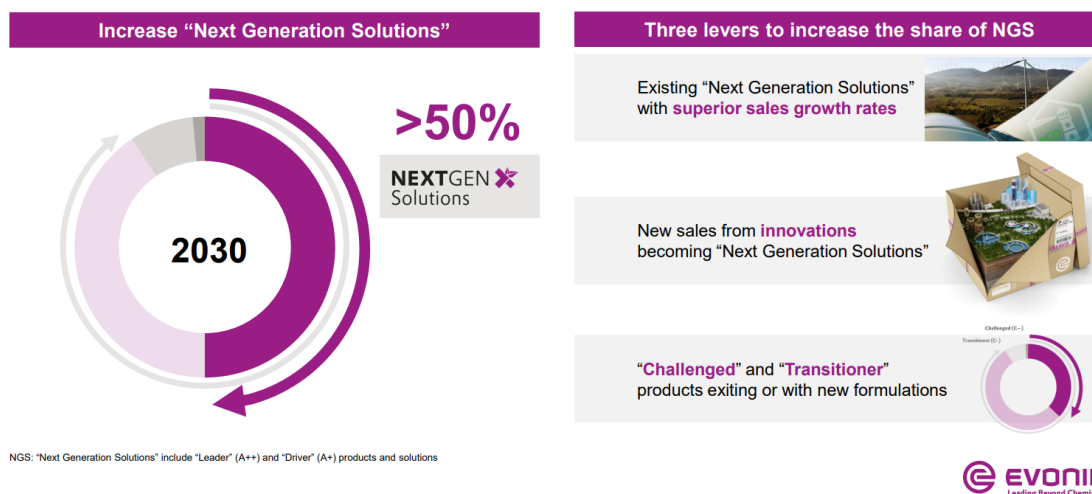 Increase “Next Generation Solutions”
>50%
NEXTGEN
Solutions
2030
NGS: “Next Generation Solutions” include “Leader” (A++) and “Driver” (A+) products and solutions
Three levers to increase the share of NGS
Existing “Next Generation Solutions”
with superior sales growth rates
New sales from innovations
becoming “Next Generation Solutions”
Challenged (C--)
Transitioner (C-)
“Challenged” and “Transitioner”
products exiting or with new formulations